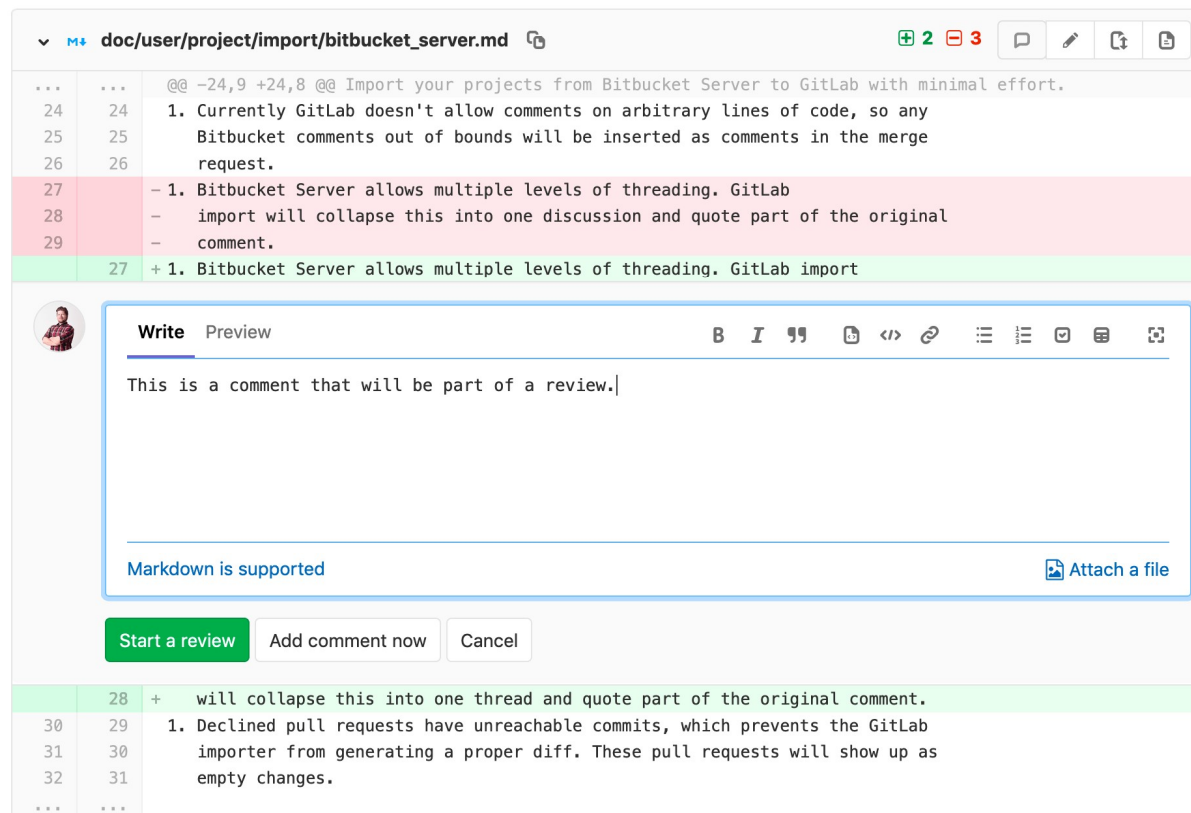 M↓ doc/user/project/import/bitbucket_server.md 2 3
... ... @@ -24,9 +24,8 @@ Import your projects from Bitbucket Server to GitLab with minimal effort.
24 24 1. Currently GitLab doesn't allow comments on arbitrary lines of code, so any
25 25 Bitbucket comments out of bounds will be inserted as comments in the merge
26 26 request.
27 - 1. Bitbucket Server allows multiple levels of threading. GitLab
28 - import will collapse this into one discussion and quote part of the original
29 - comment.
27 + 1. Bitbucket Server allows multiple levels of threading. GitLab import
Write Preview B I
This is a comment that will be part of a review.
Markdown is supported Attach a file
Start a review Add comment now Cancel
28 + will collapse this into one thread and quote part of the original comment.
30 29 1. Declined pull requests have unreachable commits, which prevents the GitLab
31 30 importer from generating a proper diff. These pull requests will show up as
32 31 empty changes.
... ...